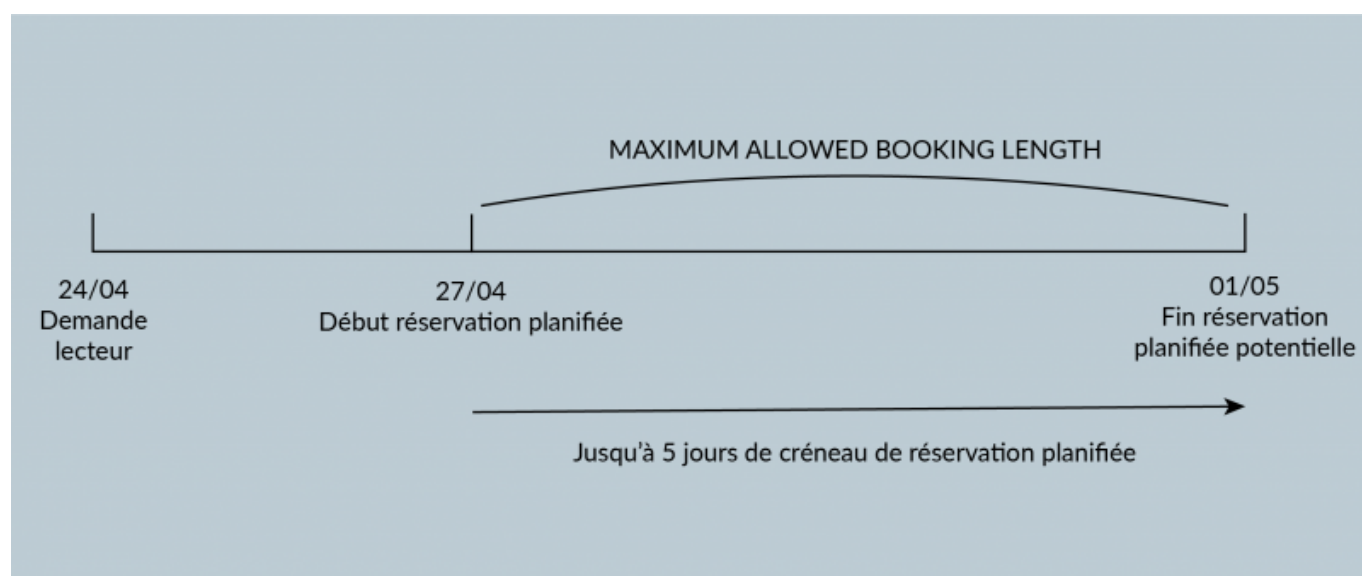 MAXIMUM ALLOWED BOOKING LENGTH
24/04
Demande
lecteur
27/04
Début réservation planifiée
01/05
Fin réservation
planifiée potentielle
Jusqu'à 5 jours de créneau de réservation planifiée